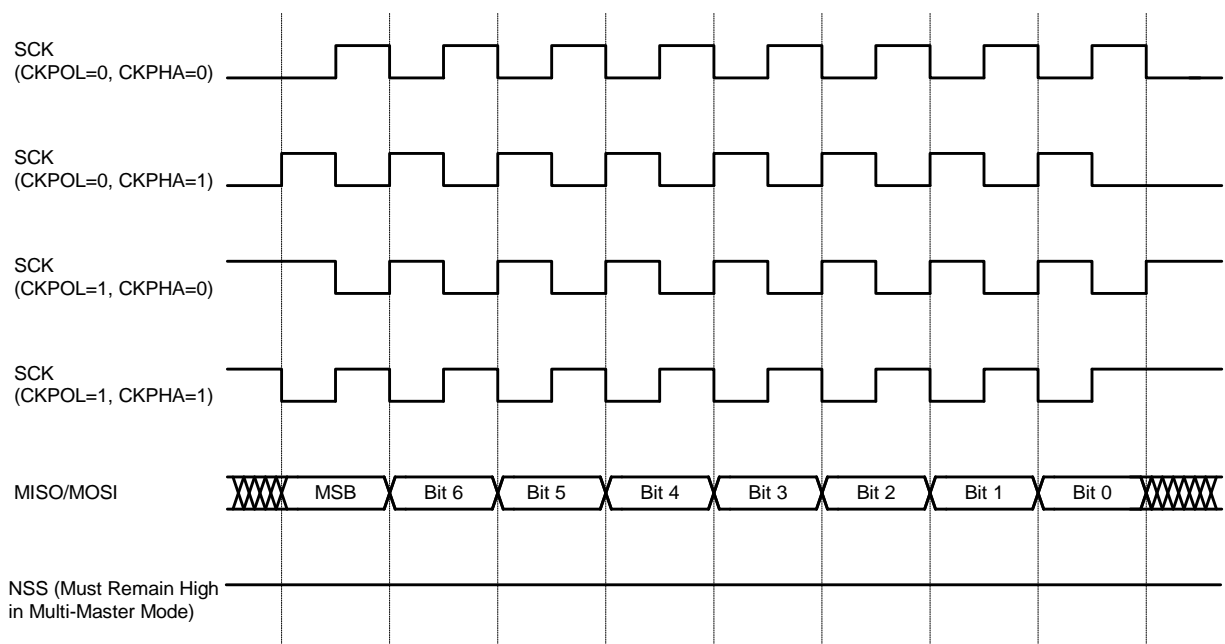 SCK
(CKPOL=0, CKPHA=0)
SCK
(CKPOL=0, CKPHA=1)
SCK
(CKPOL=1, CKPHA=0)
SCK
(CKPOL=1, CKPHA=1)
MISO/MOSI MSB Bit 6 Bit 5 Bit 4 Bit 3 Bit 2 Bit 1 Bit 0
NSS (Must Remain High
in Multi-Master Mode)